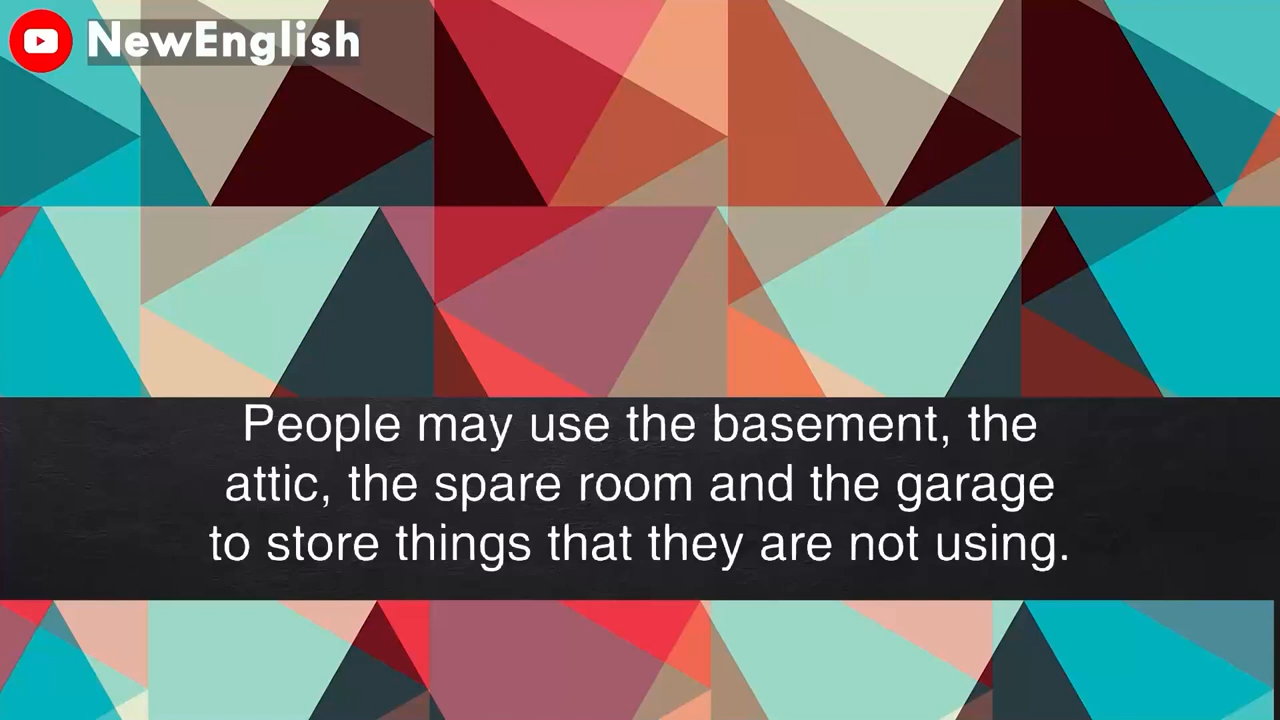 NewEnglish
People may use the basement, the
attic, the spare room and the garage
to store things that they are not using.